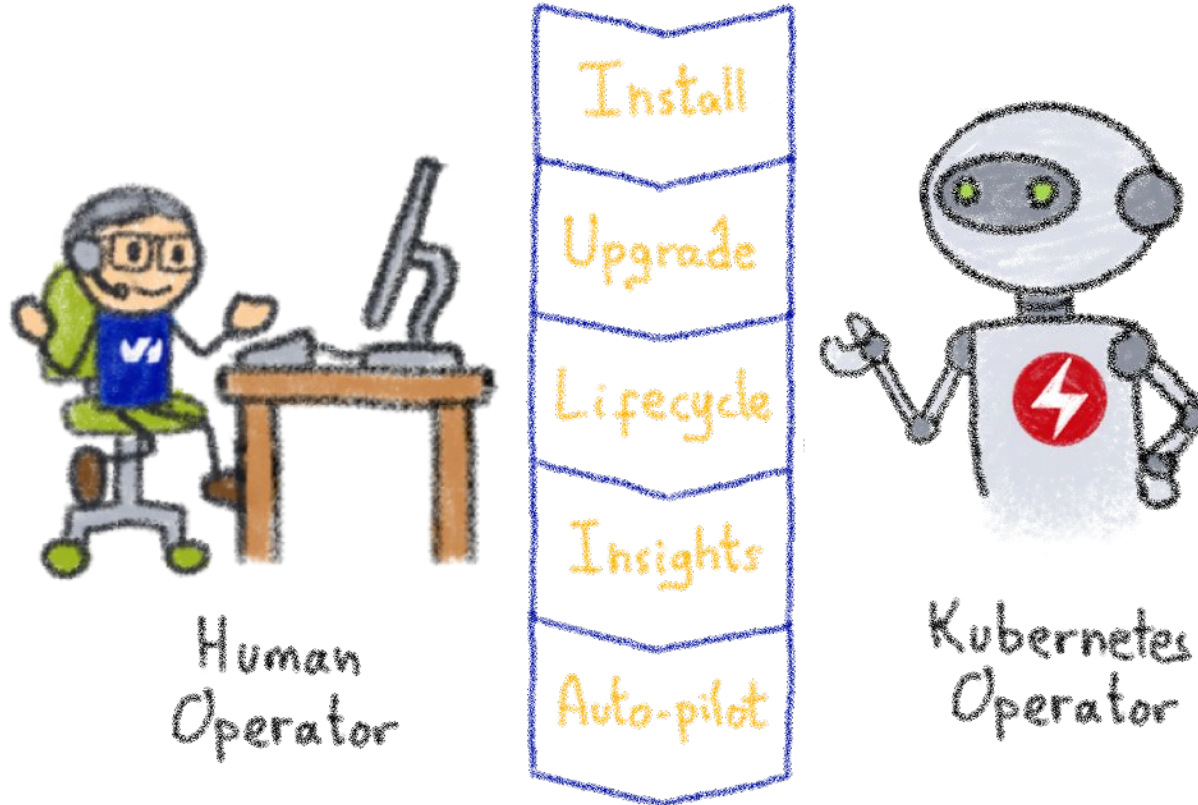 Install
Upgrade
Lifecycle
Insights
Auto-pilot
Human
Operator
Kubernetes
Operator